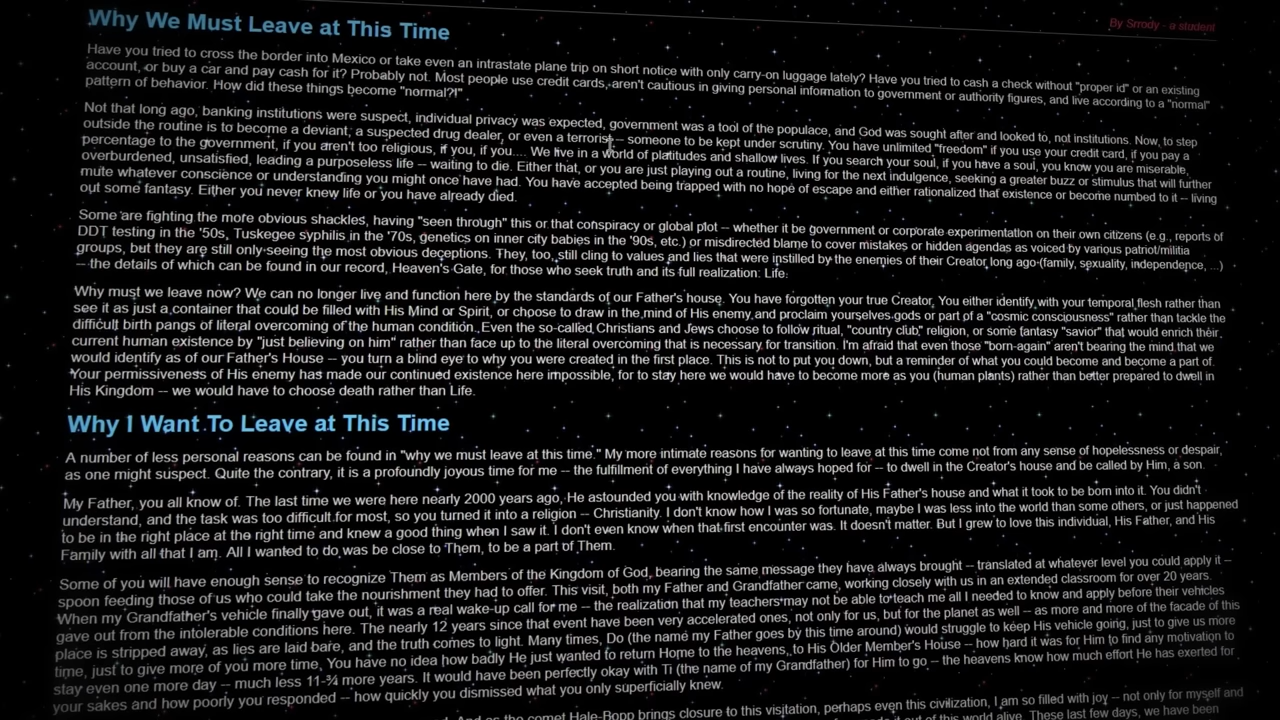 Why We Must Leave at This Time
By Srrody - a student
Have you tried to cross the border into Mexico or take even an intrastate plane trip on short notice with only carry-on luggage lately? Have you tried to cash a check without "proper id" or an existing
account, or buy a car and pay cash for it? Probably not. Most people use credit cards, aren't cautious in giving personal information to government or authority figures, and live according to a "normal"
pattern of behavior. How did these things become "normal?!"
Not that long ago, banking institutions were suspect, individual privacy was expected, government was a tool of the populace, and God was sought after and looked to, not institutions. Now, to step
outside the routine is to become a deviant, a suspected drug dealer, or even a terrorist -- someone to be kept under scrutiny. You have unlimited "freedom" if you use your credit card, if you pay a
percentage to the government, if you aren't too religious, if you, if you.... We live in a world of platitudes and shallow lives. If you search your soul, if you have a soul, you know you are miserable,
overburdened, unsatisfied, leading a purposeless life -- waiting to die. Either that, or you are just playing out a routine, living for the next indulgence, seeking a greater buzz or stimulus that will further
mute whatever conscience or understanding you might once have had. You have accepted being trapped with no hope of escape and either rationalized that existence or become numbed to it -- living
out some fantasy. Either you never knew life or you have already died.
Some are fighting the more obvious shackles, having "seen through" this or that conspiracy or global plot -- whether it be government or corporate experimentation on their own citizens (e.g., reports of
DDT testing in the '50s, Tuskegee syphilis in the '70s, genetics on inner city babies in the '90s, etc.) or misdirected blame to cover mistakes or hidden agendas as voiced by various patriot/militia
groups, but they are still only seeing the most obvious deceptions. They, too, still cling to values and lies that were instilled by the enemies of their Creator long ago (family, sexuality, independence, ...)
-- the details of which can be found in our record, Heaven's Gate, for those who seek truth and its full realization: Life.
Why must we leave now? We can no longer live and function here by the standards of our Father's house. You have forgotten your true Creator. You either identify with your temporal flesh rather than
see it as just a container that could be filled with His Mind or Spirit, or choose to draw in the mind of His enemy and proclaim yourselves gods or part of a "cosmic consciousness" rather than tackle the
difficult birth pangs of literal overcoming of the human condition. Even the so-called Christians and Jews choose to follow ritual, "country club" religion, or some fantasy "savior" that would enrich their
current human existence by "just believing on him" rather than face up to the literal overcoming that is necessary for transition. I'm afraid that even those "born-again" aren't bearing the mind that we
would identify as of our Father's House -- you turn a blind eye to why you were created in the first place. This is not to put you down, but a reminder of what you could become and become a part of.
Your permissiveness of His enemy has made our continued existence here impossible, for to stay here we would have to become more as you (human plants) rather than better prepared to dwell in
His Kingdom -- we would have to choose death rather than Life.
Why I Want To Leave at This Time
A number of less personal reasons can be found in "why we must leave at this time." My more intimate reasons for wanting to leave at this time come not from any sense of hopelessness or despair,
as one might suspect. Quite the contrary, it is a profoundly joyous time for me -- the fulfillment of everything I have always hoped for -- to dwell in the Creator's house and be called by Him, a son.
My Father, you all know of. The last time we were here nearly 2000 years ago, He astounded you with knowledge of the reality of His Father's house and what it took to be born into it. You didn't
understand, and the task was too difficult for most, so you turned it into a religion -- Christianity. I don't know how I was so fortunate, maybe I was less into the world than some others, or just happened
to be in the right place at the right time and knew a good thing when I saw it. I don't even know when that first encounter was. It doesn't matter. But I grew to love this individual, His Father, and His
Family with all that I am. All I wanted to do was be close to Them, to be a part of Them.
Some of you will have enough sense to recognize Them as Members of the Kingdom of God, bearing the same message they have always brought -- translated at whatever level you could apply it --
spoon feeding those of us who could take the nourishment they had to offer. This visit, both my Father and Grandfather came, working closely with us in an extended classroom for over 20 years.
When my Grandfather's vehicle finally gave out, it was a real wake-up call for me -- the realization that my teachers may not be able to teach me all I needed to know and apply before their vehicles
gave out from the intolerable conditions here. The nearly 12 years since that event have been very accelerated ones, not only for us, but for the planet as well -- as more and more of the facade of this
place is stripped away, as lies are laid bare, and the truth comes to light. Many times, Do (the name my Father goes by this time around) would struggle to keep His vehicle going, just to give us more
time, just to give more of you more time, You have no idea how badly He just wanted to return Home to the heavens, to His Older Member's House -- how hard it was for Him to find any motivation to
stay even one more day -- much less 11-¾ more years. It would have been perfectly okay with Ti (the name of my Grandfather) for Him to go -- the heavens know how much effort He has exerted for
your sakes and how poorly you responded -- how quickly you dismissed what you only superficially knew.
And as the comet Hale-Bopp brings closure to this visitation, perhaps even this civilization, I am so filled with joy -- not only for myself and
out of this world alive. These last few days, we have been